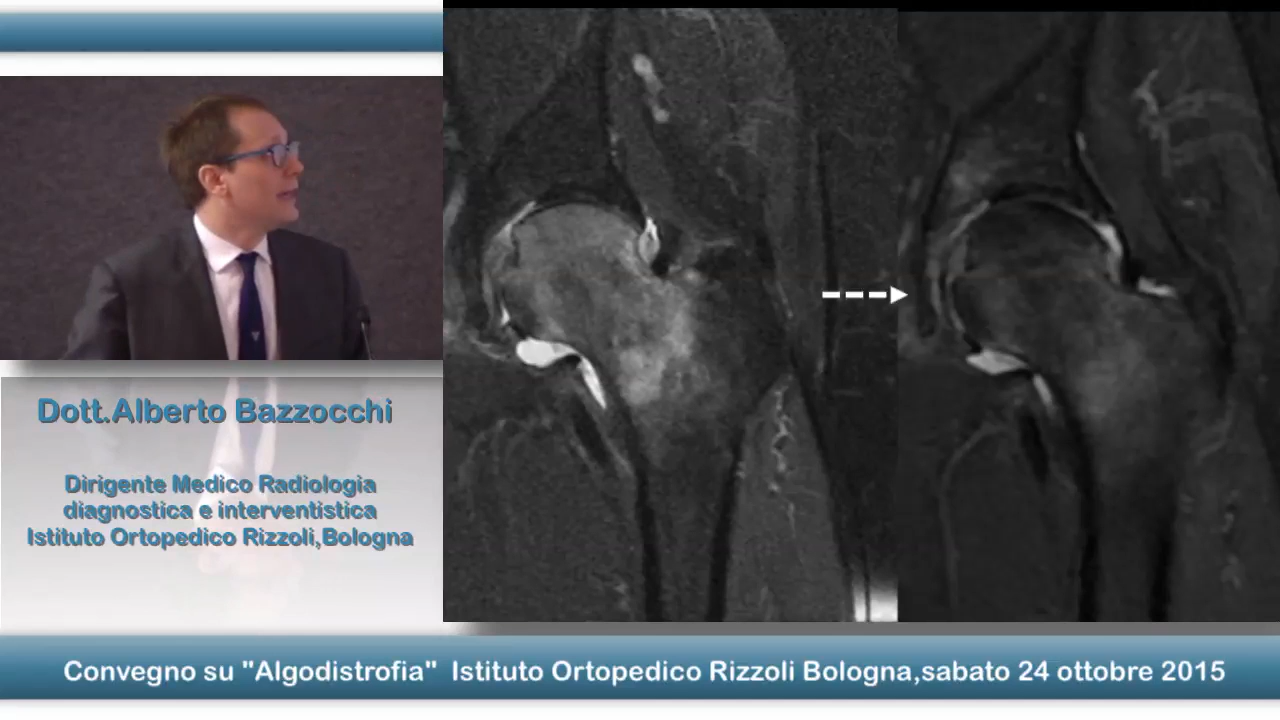 Dott.Alberto Bazzocchi
Dirigente Medico Radiologia
diagnostica e interventistica
Istituto Ortopedico Rizzoli,Bologna
Convegno su "Algodistrofia" Istituto Ortopedico Rizzoli Bologna,sabato 24 ottobre 2015